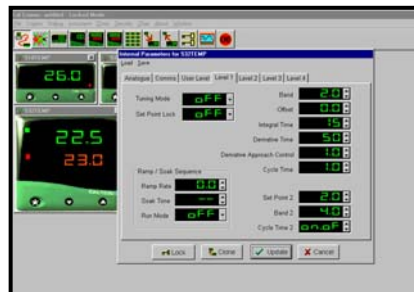 Internal Parameters for 532TEMP
Load Save
Analogue Comms User Level Level 1 Level 2 Level 3 Level 4
Tuning Mode oFF
Set Point Lock oFF
Band 2.0
Offset 0.0
Integral Time 15
Derivative Time 50
Derivative Approach Control 1.0
Cycle Time 1.0
Ramp / Soak Sequence
Ramp Rate 0.0
Soak Time --
Run Mode oFF
Set Point 2 2.0
Band 2 4.0
Cycle Time 2 on.oF
Lock Clone Update Cancel
26.0
22.5
23.0